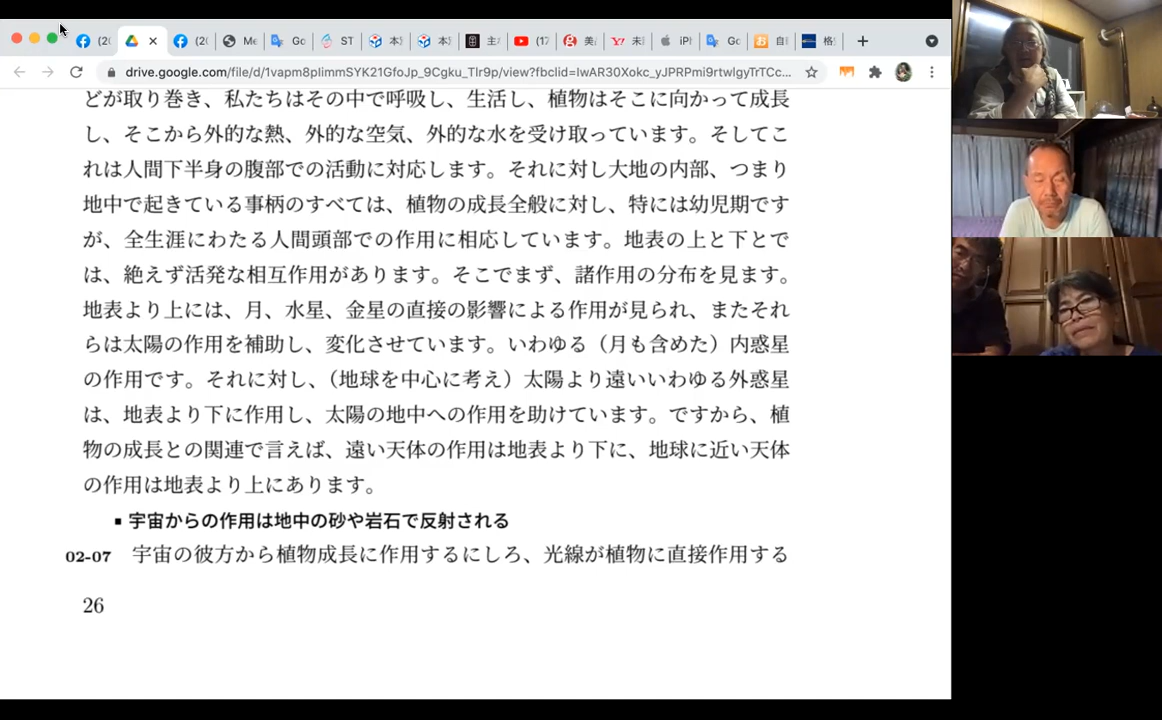 (2(
(2(
Me
Go
ST
本
本
主
(17
美
Y! 未
iPl
Go
自
格
drive.google.com/file/d/1vapm8pIimmSYK21GfoJp_9Cgku_Tlr9p/view?fbclid=IwAR30Xokc_yJPRPmi9rtwlgyTrTCc...
どが取り巻き、私たちはその中で呼吸し、生活し、植物はそこに向かって成長
し、そこから外的な熱、外的な空気、外的な水を受け取っています。そしてこ
れは人間下半身の腹部での活動に対応します。それに対し大地の内部、つまり
地中で起きている事柄のすべては、植物の成長全般に対し、特には幼児期です
が、全生涯にわたる人間頭部での作用に相応しています。地表の上と下とで
は、絶えず活発な相互作用があります。そこでまず、諸作用の分布を見ます。
地表より上には、月、水星、金星の直接の影響による作用が見られ、またそれ
らは太陽の作用を補助し、変化させています。いわゆる（月も含めた）内惑星
の作用です。それに対し、（地球を中心に考え）太陽より遠いいわゆる外惑星
は、地表より下に作用し、太陽の地中への作用を助けています。ですから、植
物の成長との関連で言えば、遠い天体の作用は地表より下に、地球に近い天体
の作用は地表より上にあります。
▪ 宇宙からの作用は地中の砂や岩石で反射される
02-07 宇宙の彼方から植物成長に作用するにしろ、光線が植物に直接作用する
26